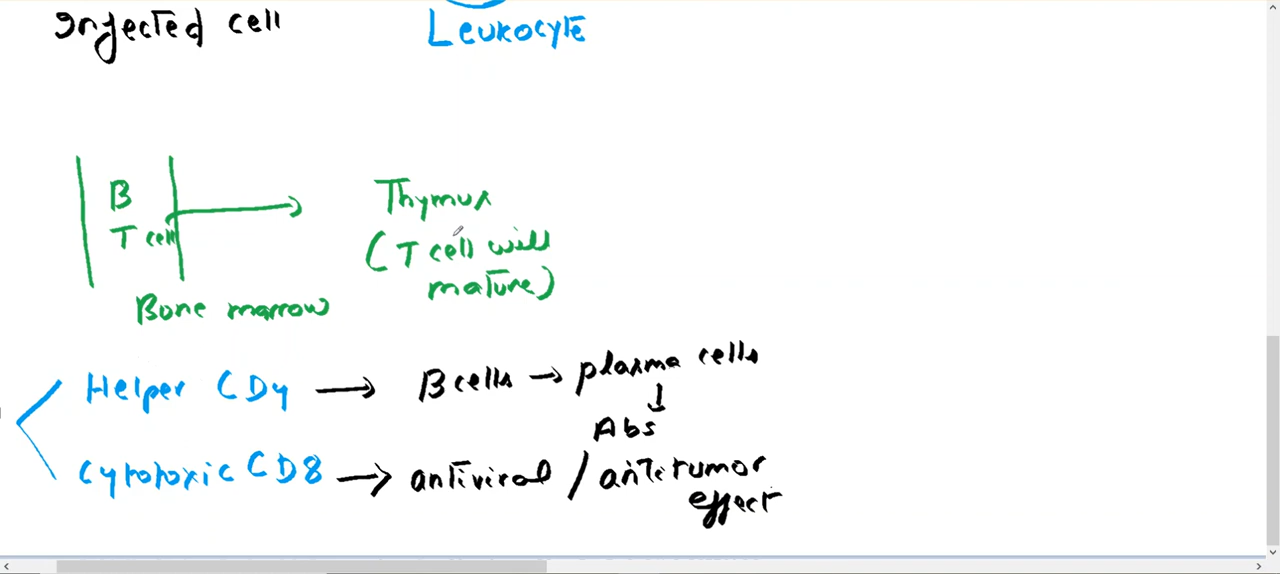 Injected cell Leukocyte
B
T cell
Thymus
(T cell will
mature)
Bone marrow
Helper CD4 → B cells → plasma cells
↓
Abs
Cytotoxic CD8 → antiviral / antitumor
effect